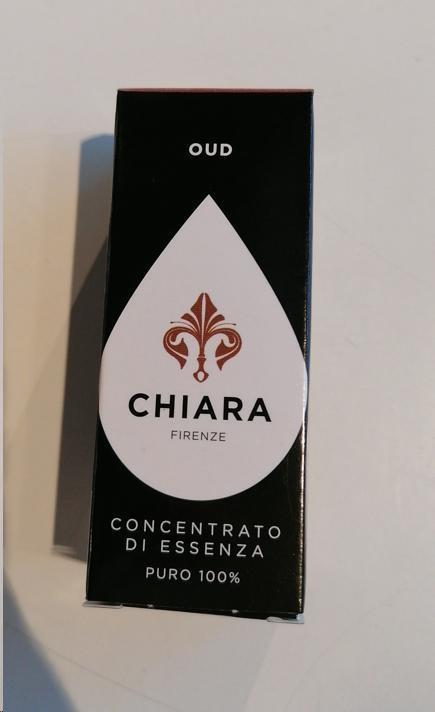 OUD
CHIARA
FIRENZE
CONCENTRATO
DI ESSENZA
PURO 100%